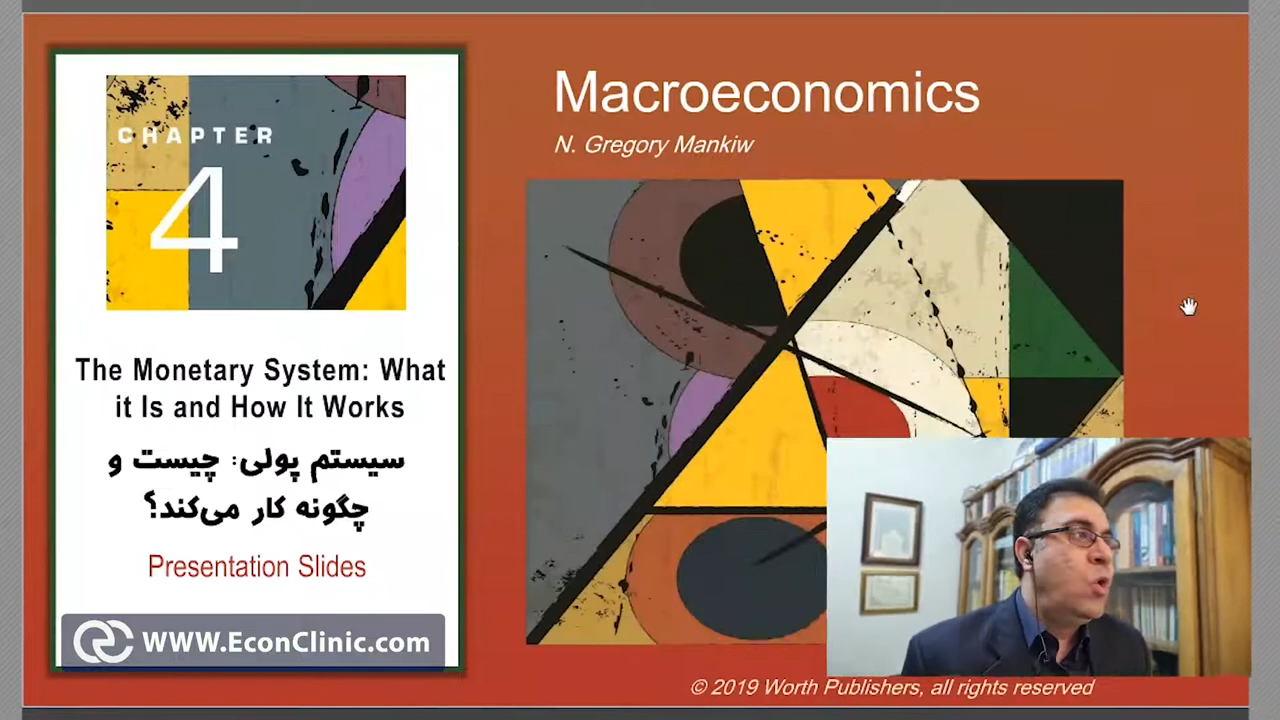 CHAPTER
4
The Monetary System: What
it Is and How It Works
سیستم پولی: چیست و
چگونه کار می‌کند؟
Presentation Slides
WWW.EconClinic.com
Macroeconomics
N. Gregory Mankiw
© 2019 Worth Publishers, all rights reserved